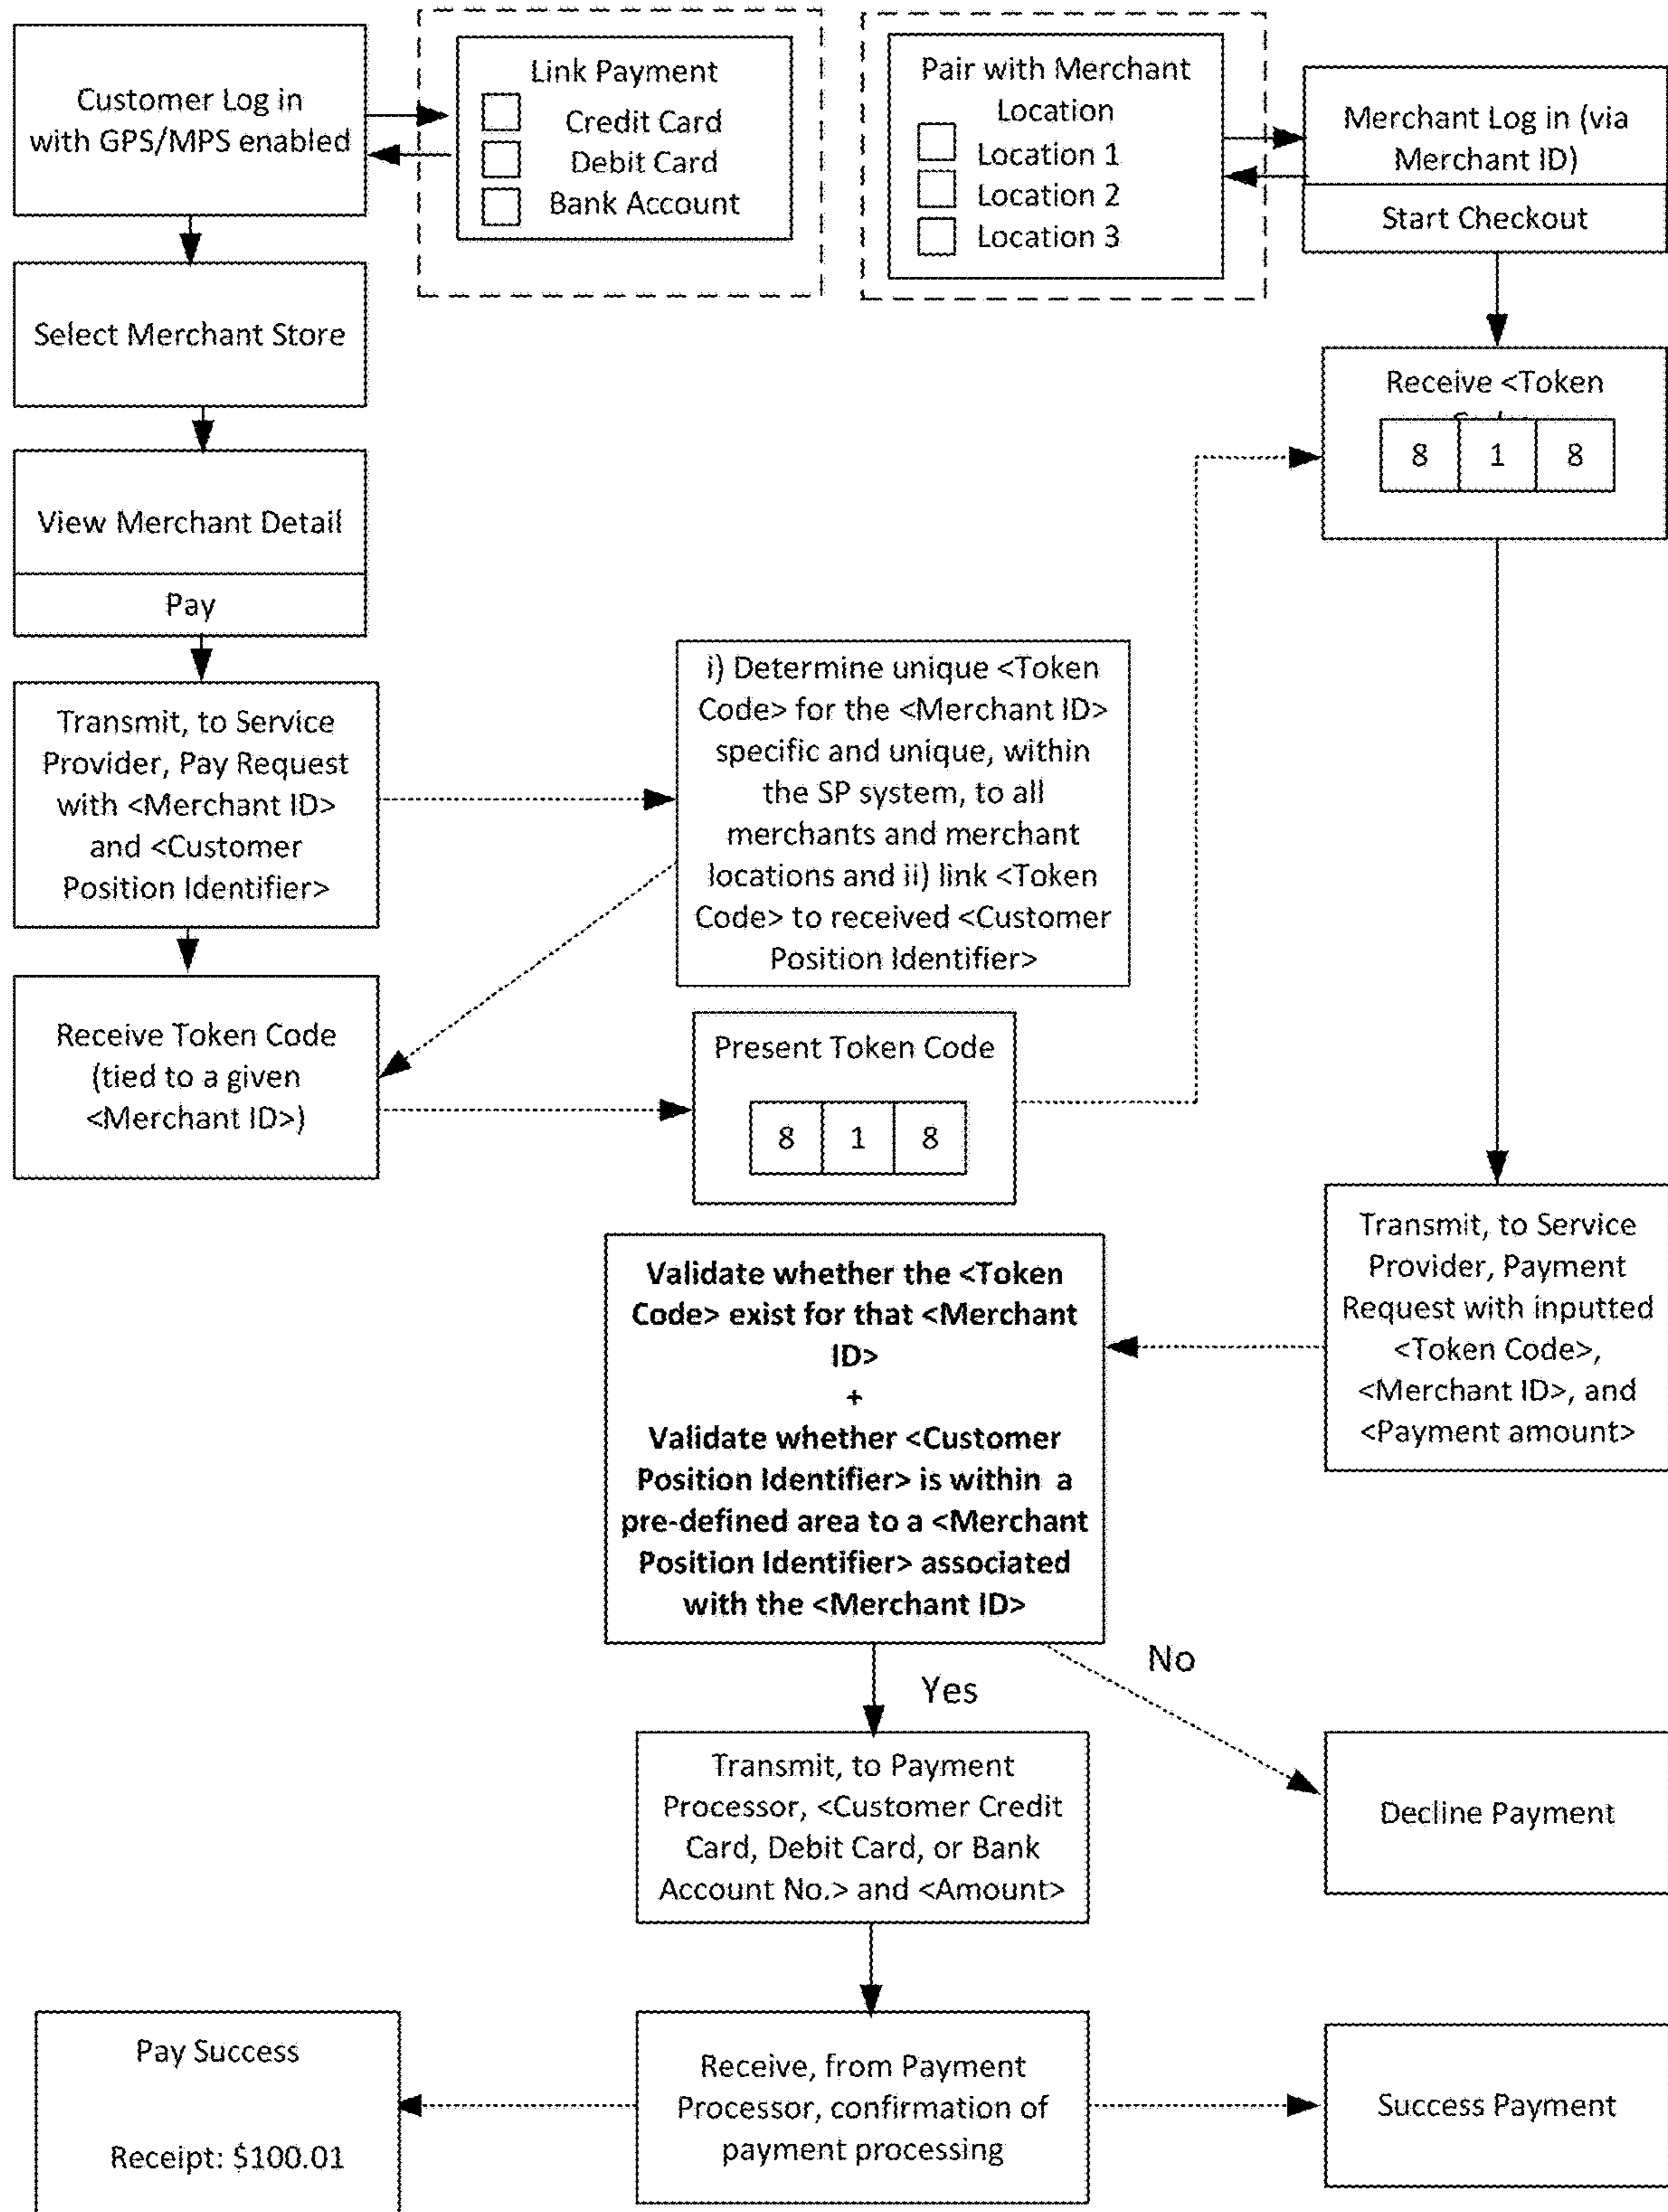 Customer Log in
with GPS/MPS enabled
Link Payment
Credit Card
Debit Card
Bank Account
Pair with Merchant
Location
Location 1
Location 2
Location 3
Merchant Log in (via
Merchant ID)
Start Checkout
Select Merchant Store
Receive <Token
8 1 8
View Merchant Detail
Pay
Transmit, to Service
Provider, Pay Request
with <Merchant ID>
and <Customer
Position Identifier>
i) Determine unique <Token
Code> for the <Merchant ID>
specific and unique, within
the SP system, to all
merchants and merchant
locations and ii) link <Token
Code> to received <Customer
Position Identifier>
Receive Token Code
(tied to a given
<Merchant ID>)
Present Token Code
8 1 8
Transmit, to Service
Provider, Payment
Request with inputted
<Token Code>,
<Merchant ID>, and
<Payment amount>
Validate whether the <Token
Code> exist for that <Merchant
ID>
+
Validate whether <Customer
Position Identifier> is within a
pre-defined area to a <Merchant
Position Identifier> associated
with the <Merchant ID>
No
Yes
Transmit, to Payment
Processor, <Customer Credit
Card, Debit Card, or Bank
Account No.> and <Amount>
Decline Payment
Pay Success
Receipt: $100.01
Receive, from Payment
Processor, confirmation of
payment processing
Success Payment